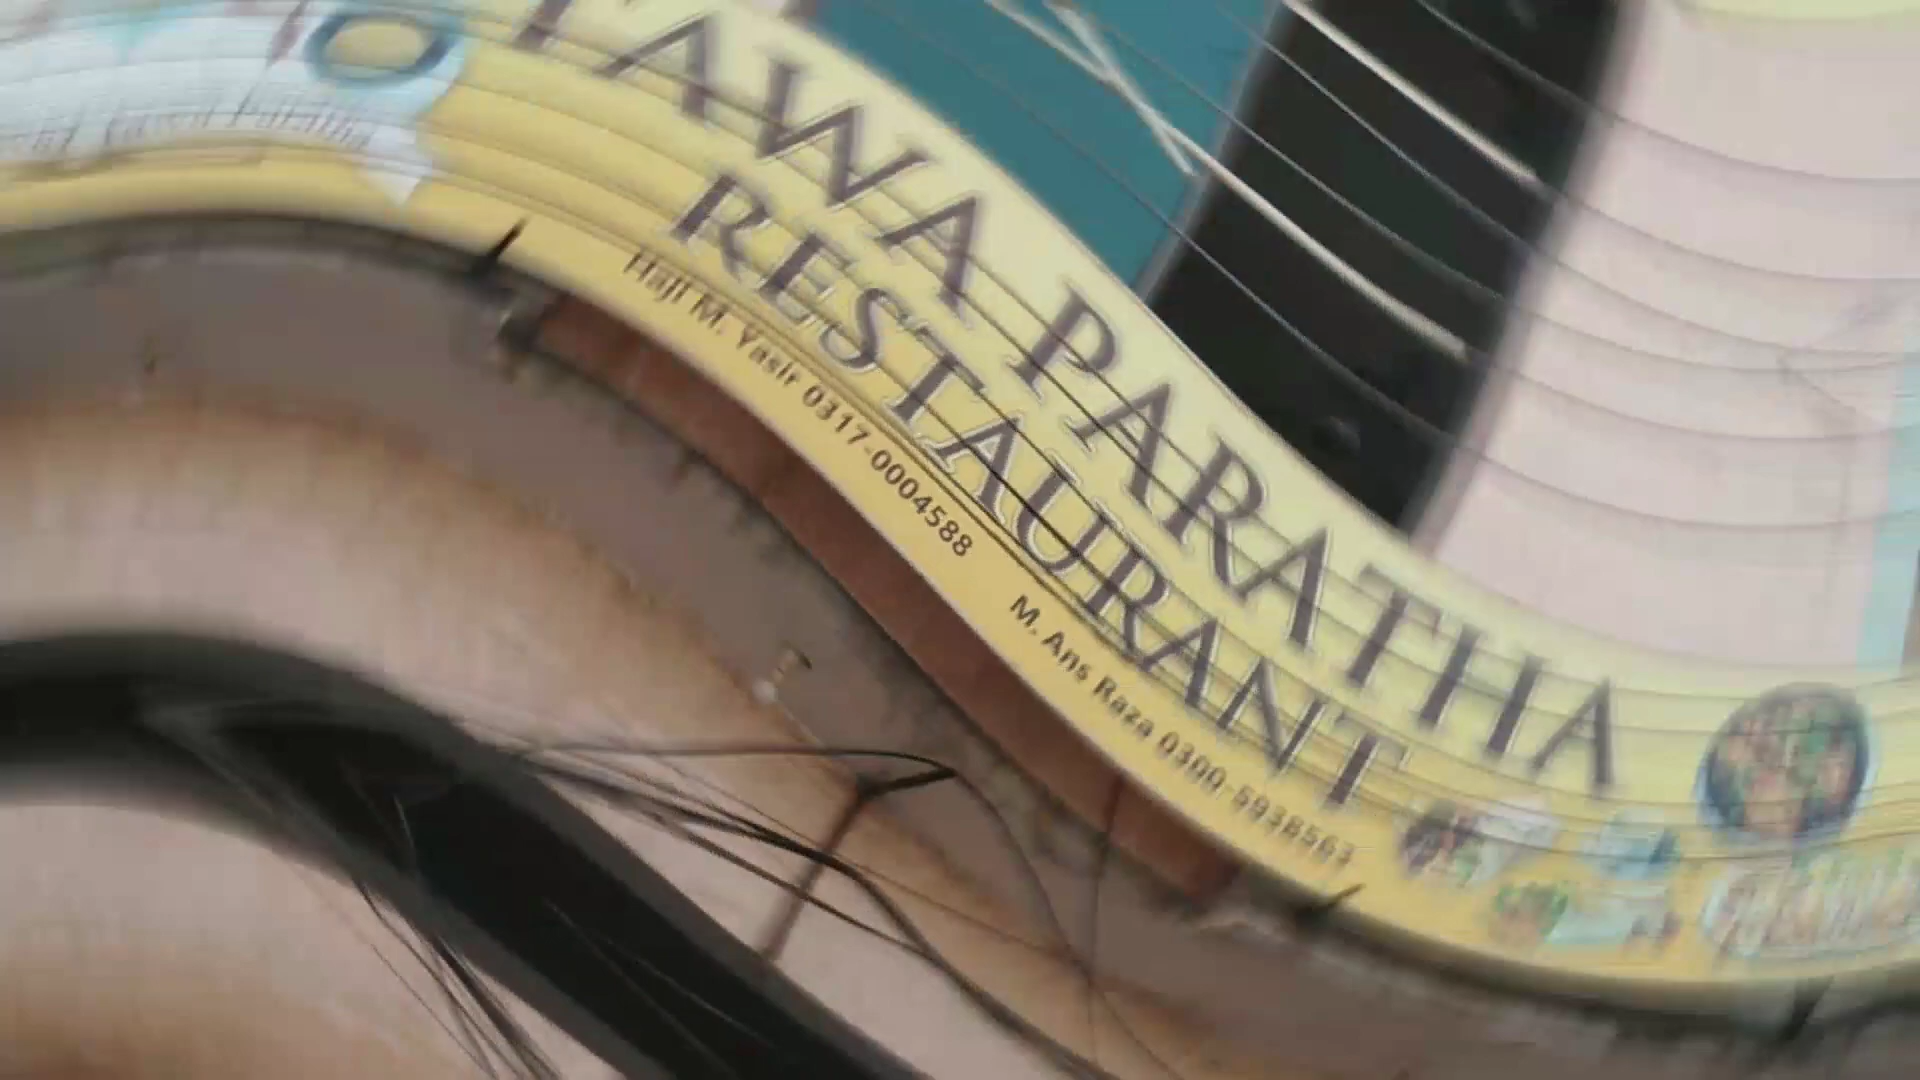 TAWA PARATHA
RESTAURANT
Haji M. Yasir 0317-0004588 M. Ans Raza 0300-5938563